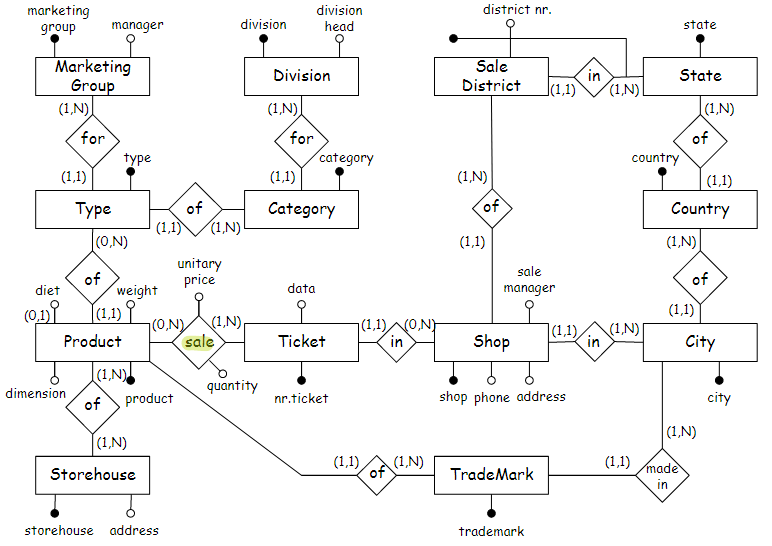 marketing
group
manager
division
division
head
district nr.
state
Marketing
Group
Division
Sale
District
in
State
(1,1)
(1,N)
(1,N)
(1,N)
(1,N)
for
for
of
type
category
country
(1,1)
(1,1)
(1,N)
(1,1)
Type
of
Category
of
Country
(1,1)
(1,N)
(0,N)
(1,1)
(1,N)
of
unitary
price
sale
manager
of
diet
weight
data
(0,1)
(1,1)
(0,N)
(1,N)
(1,1)
(0,N)
(1,1)
(1,N)
(1,1)
Product
sale
Ticket
in
Shop
in
City
dimension
(1,N)
product
quantity
nr.ticket
shop
phone
address
city
of
(1,N)
(1,N)
(1,1)
(1,N)
(1,1)
Storehouse
of
TradeMark
made
in
storehouse
address
trademark